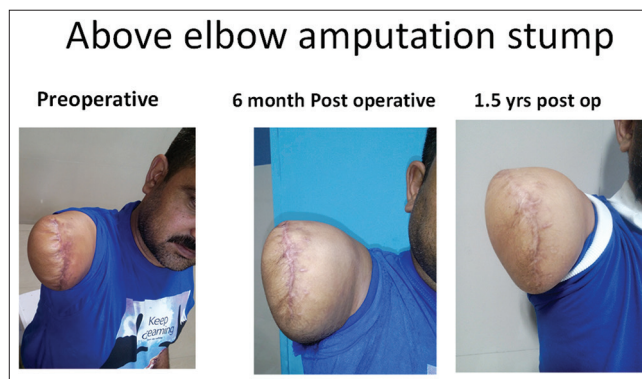 Above elbow amputation stump
Preoperative
6 month Post operative
1.5 yrs post op
Keep